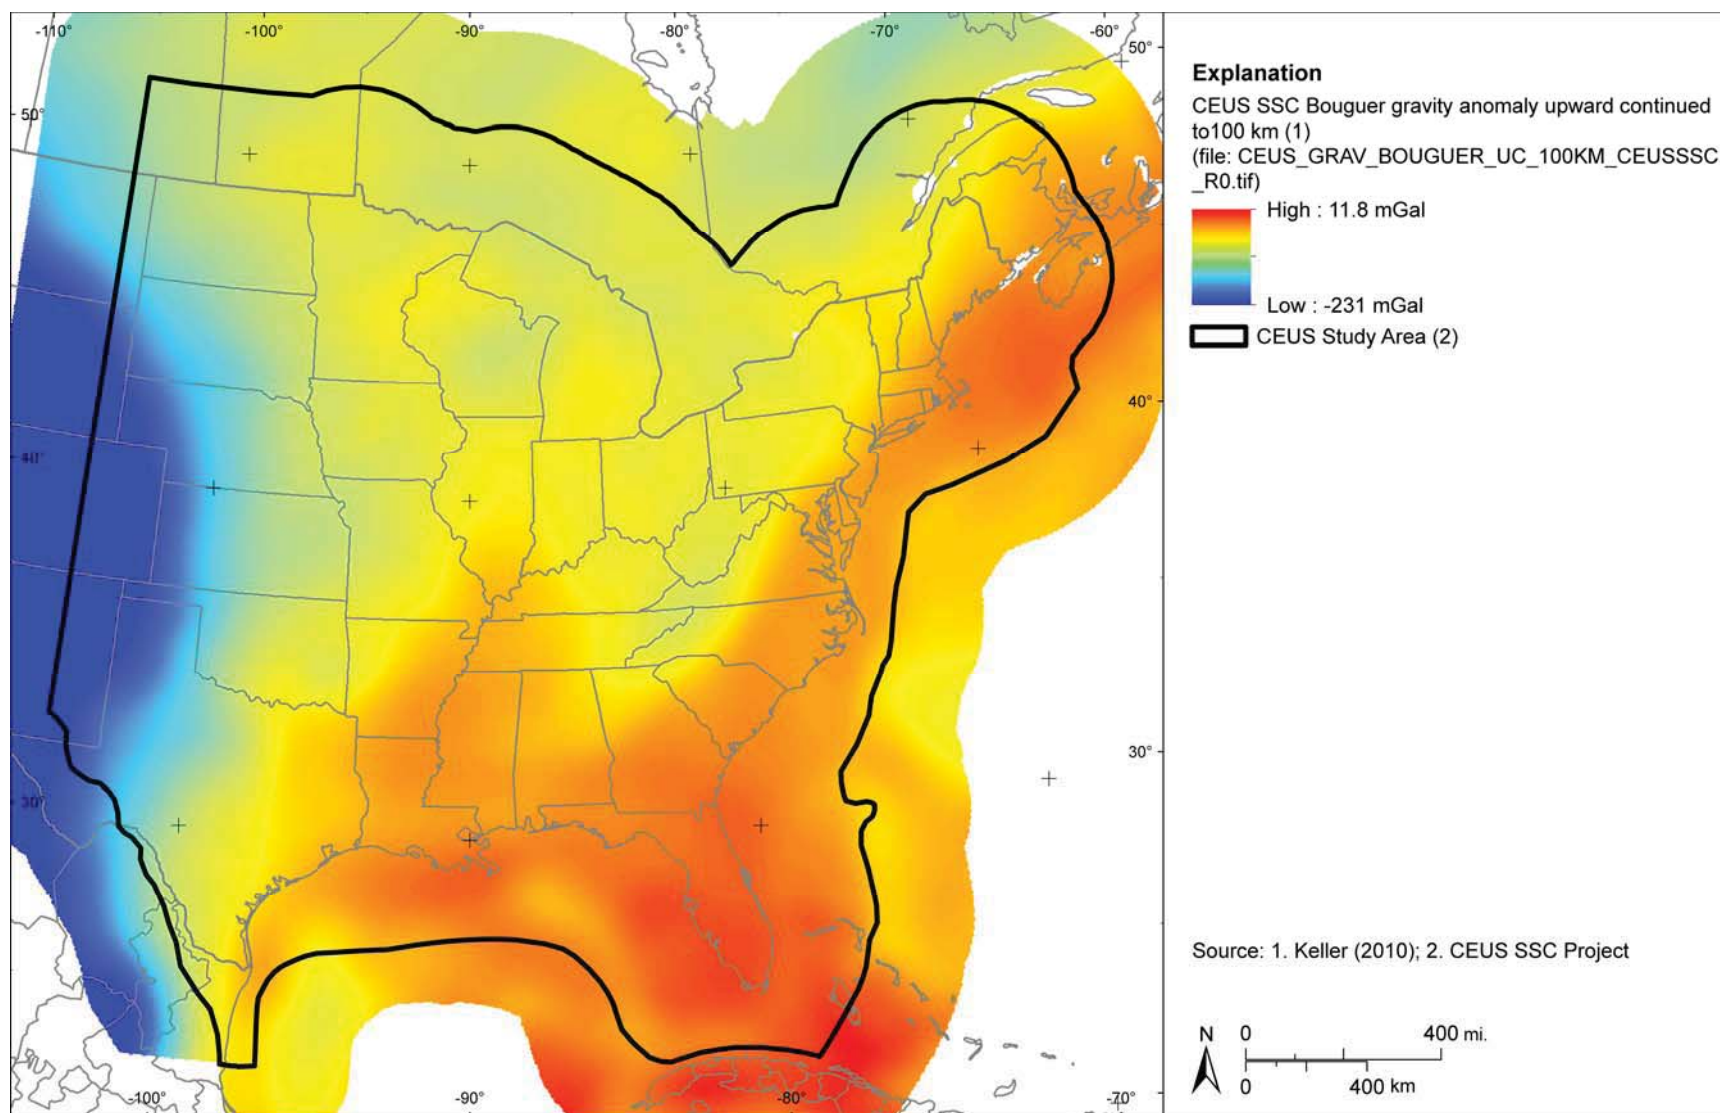 -110° -100° -90° -80° -70° -60°
50°
50°
40°
40°
30°
30°
-100° -90° -80° -70°
Explanation
CEUS SSC Bouguer gravity anomaly upward continued
to100 km (1)
(file: CEUS_GRAV_BOUGUER_UC_100KM_CEUSSSC
_R0.tif)
High : 11.8 mGal
Low : -231 mGal
CEUS Study Area (2)
Source: 1. Keller (2010); 2. CEUS SSC Project
N 0 400 mi.
0 400 km